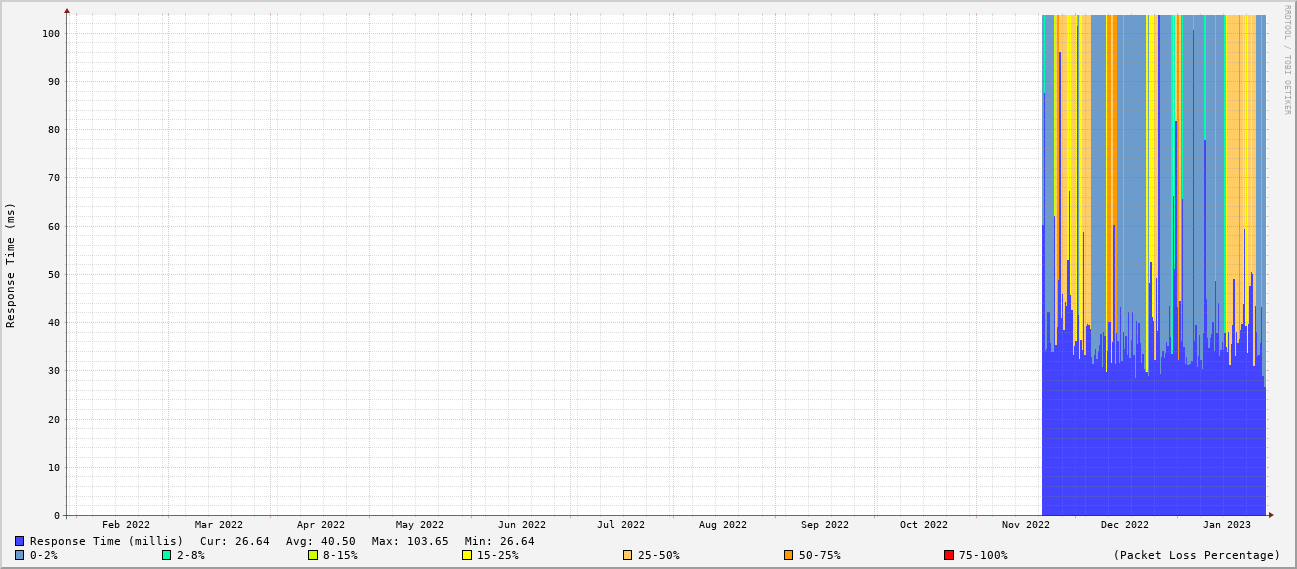 RRDTOOL / TOBI OETIKER
Response Time (ms)
100
90
80
70
60
50
40
30
20
10
0
Feb 2022 Mar 2022 Apr 2022 May 2022 Jun 2022 Jul 2022 Aug 2022 Sep 2022 Oct 2022 Nov 2022 Dec 2022 Jan 2023
Response Time (millis) Cur: 26.64 Avg: 40.50 Max: 103.65 Min: 26.64
0-2% 2-8% 8-15% 15-25% 25-50% 50-75% 75-100% (Packet Loss Percentage)